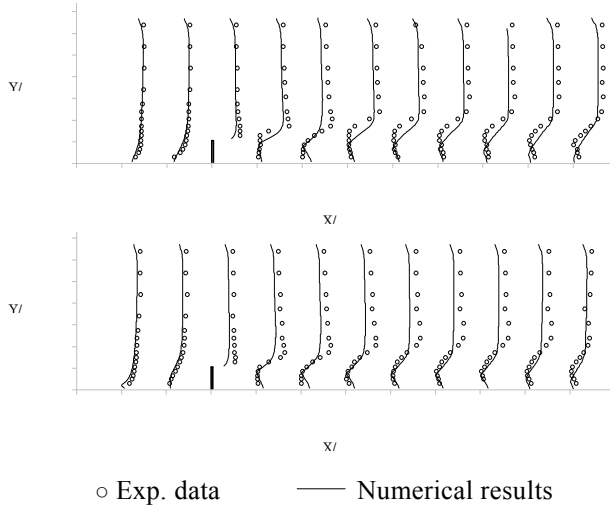 Y/
X/
Y/
X/
○ Exp. data —— Numerical results